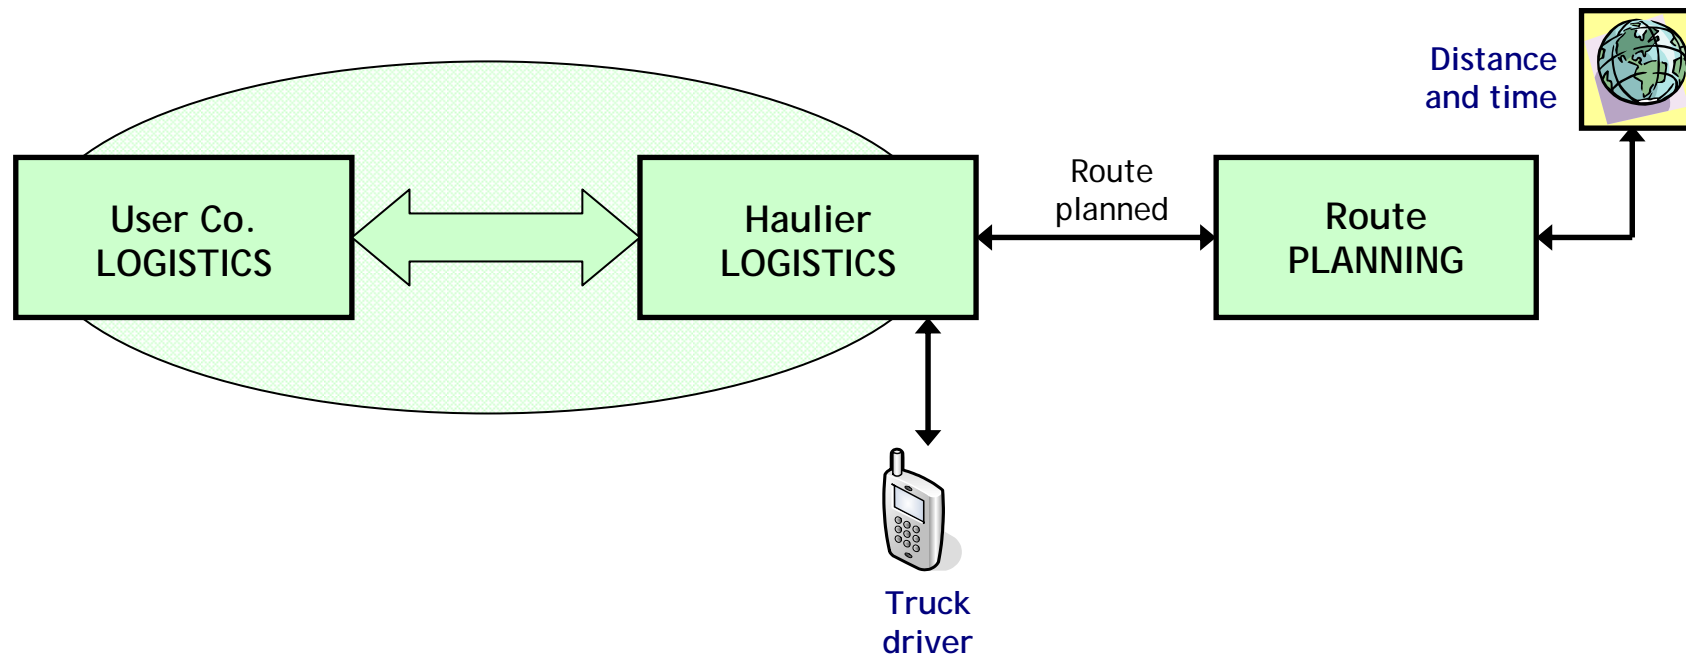 Distance
and time
User Co.
LOGISTICS
Haulier
LOGISTICS
Route
planned
Route
PLANNING
Truck
driver